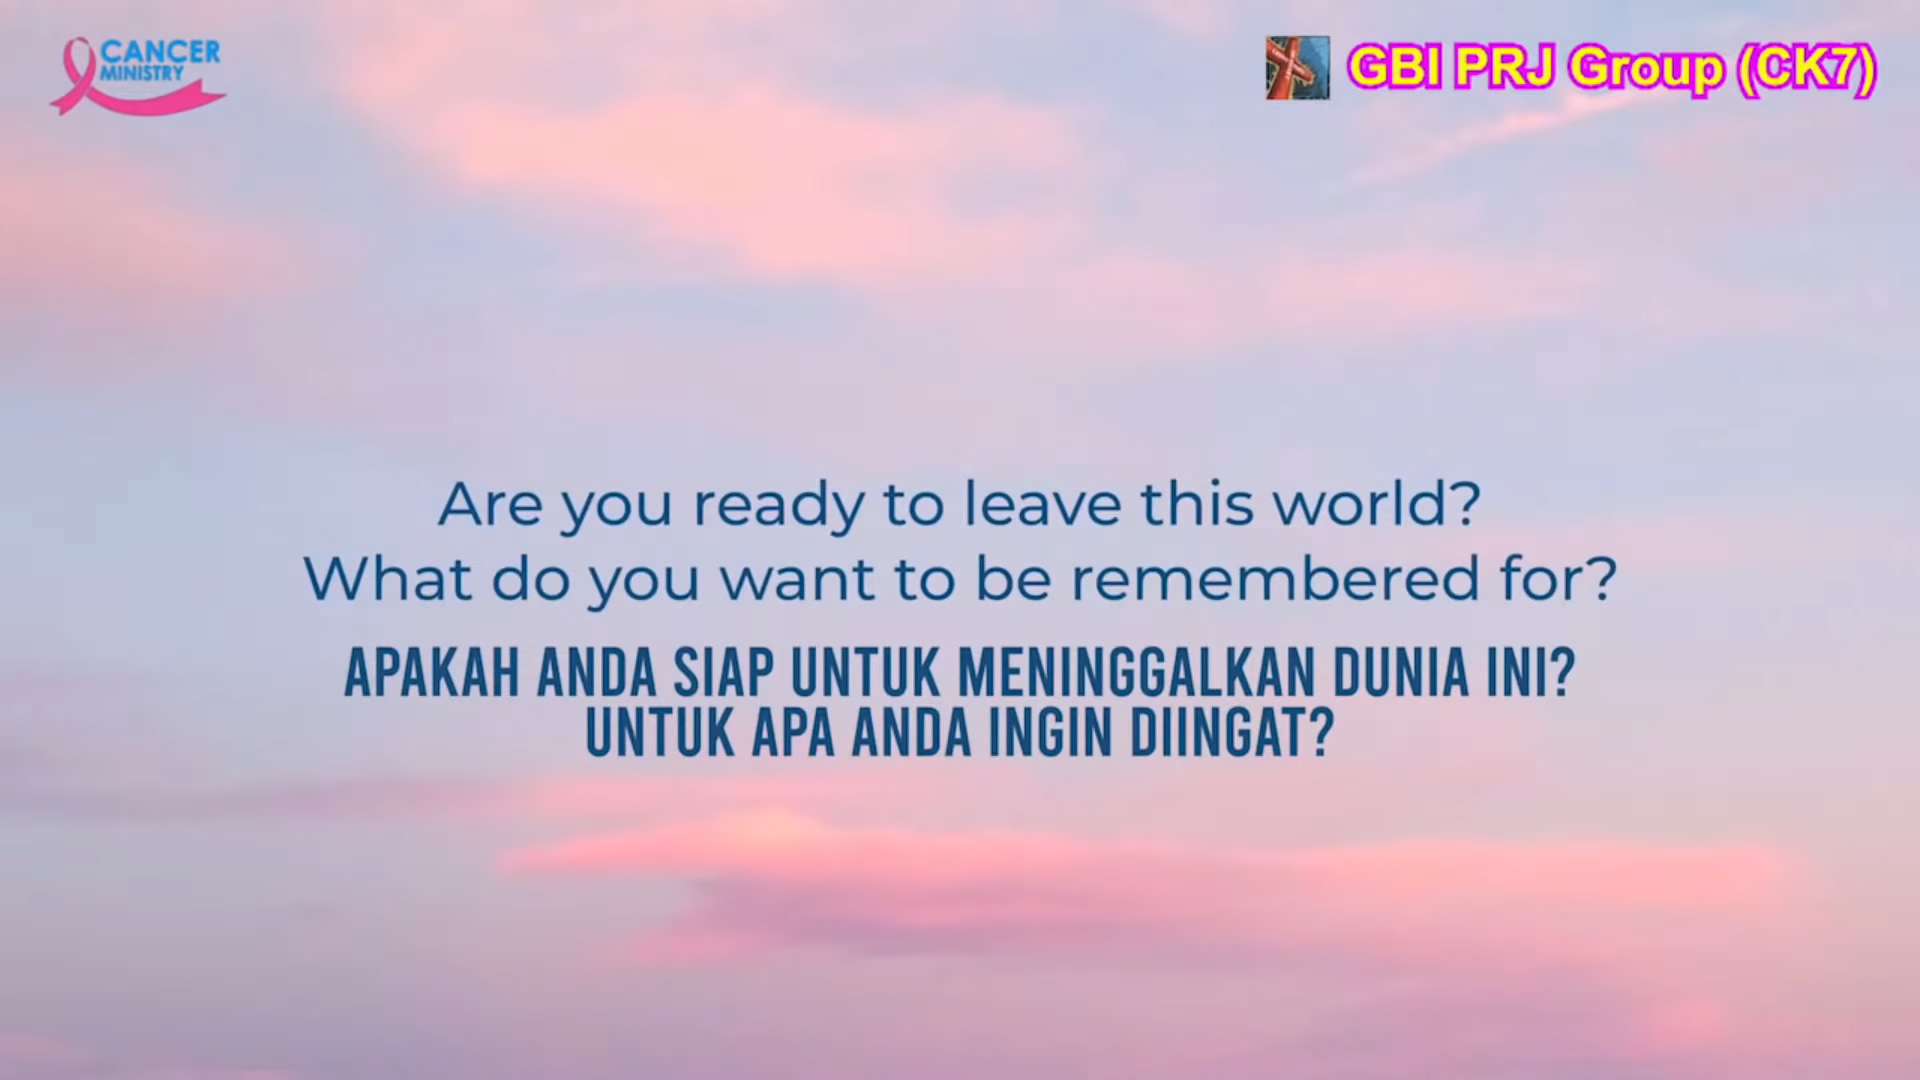 CANCER
MINISTRY
GBI PRJ Group (CK7)
Are you ready to leave this world?
What do you want to be remembered for?
APAKAH ANDA SIAP UNTUK MENINGGALKAN DUNIA INI?
UNTUK APA ANDA INGIN DIINGAT?